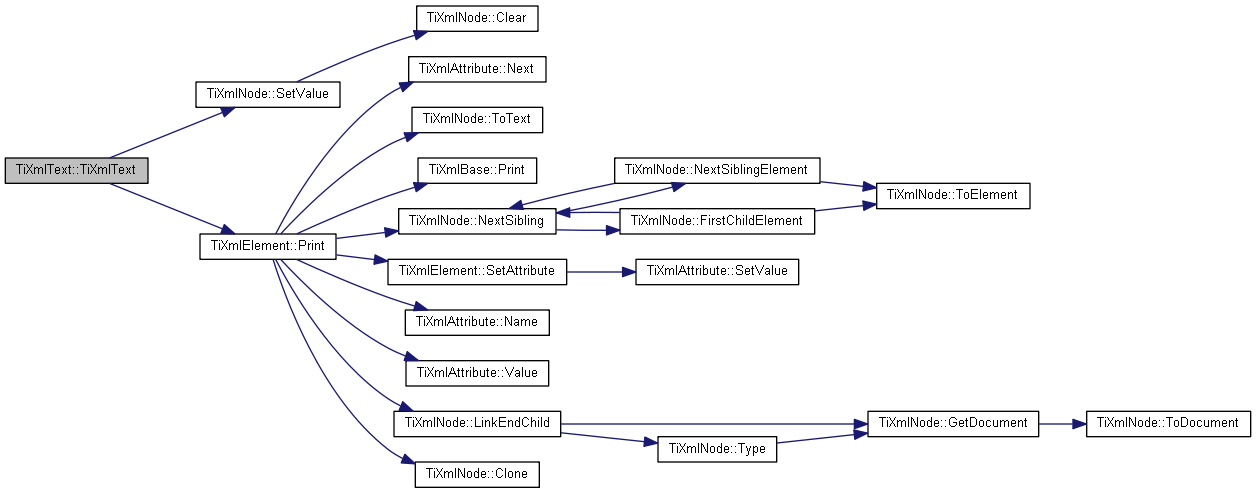 TiXmlNode::Clear
TiXmlAttribute::Next
TiXmlNode::SetValue
TiXmlNode::ToText
TiXmlText::TiXmlText
TiXmlBase::Print
TiXmlNode::NextSiblingElement
TiXmlNode::ToElement
TiXmlNode::NextSibling
TiXmlNode::FirstChildElement
TiXmlElement::Print
TiXmlElement::SetAttribute
TiXmlAttribute::SetValue
TiXmlAttribute::Name
TiXmlAttribute::Value
TiXmlNode::LinkEndChild
TiXmlNode::GetDocument
TiXmlNode::ToDocument
TiXmlNode::Type
TiXmlNode::Clone